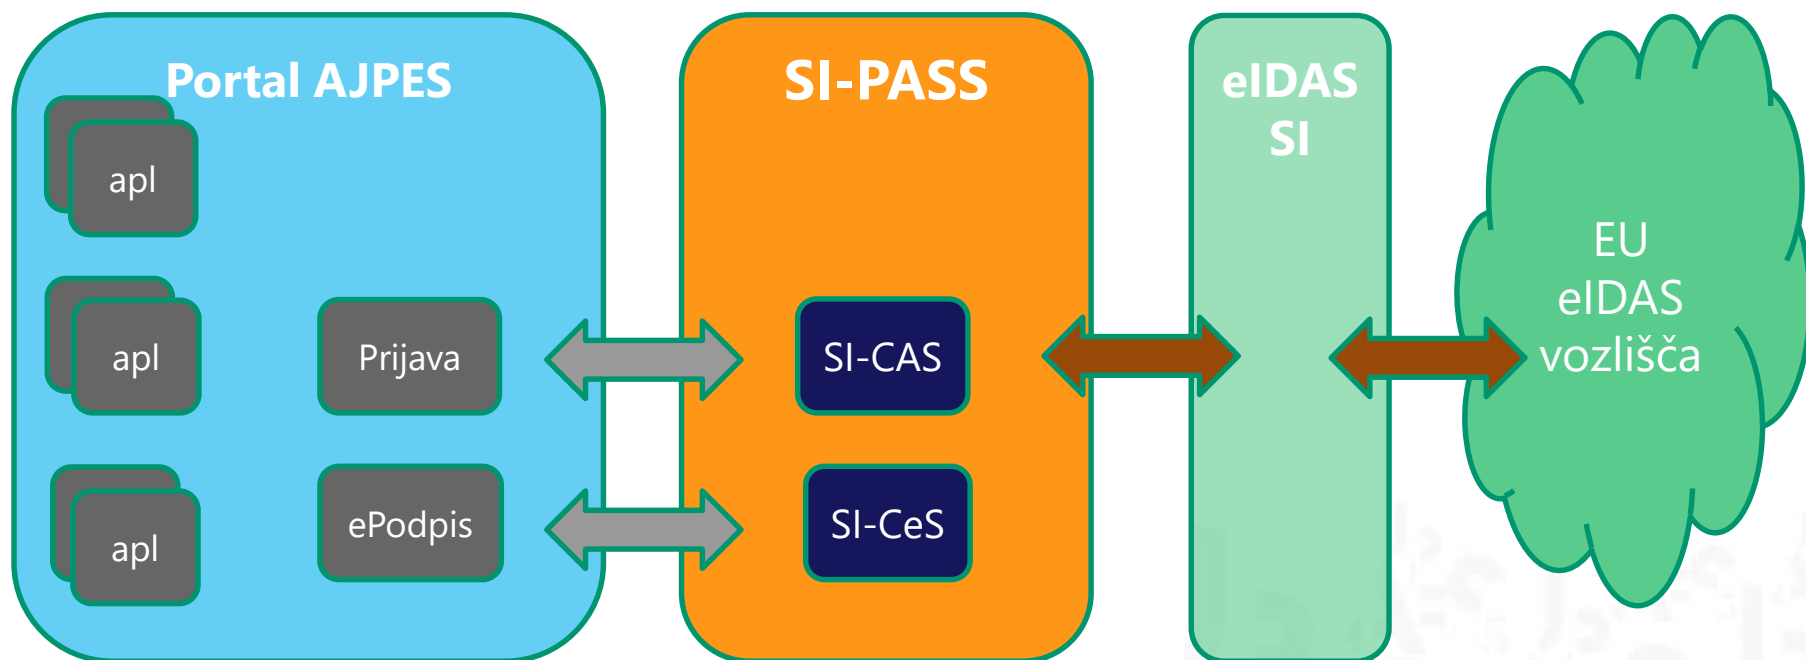 Portal AJPES
apl
apl
Prijava
apl
ePodpis
SI-PASS
SI-CAS
SI-CeS
eIDAS
SI
EU
eIDAS
vozlišča